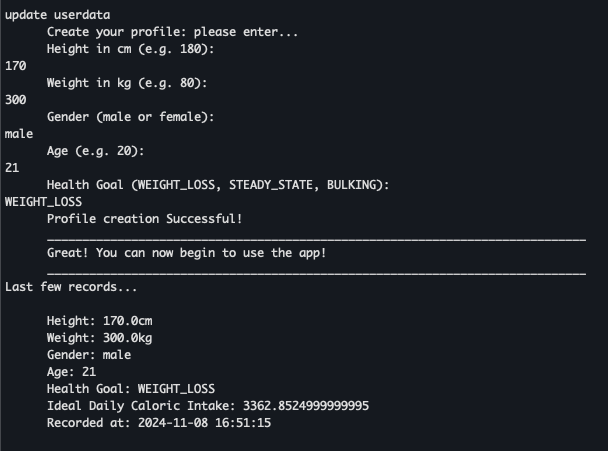 update userdata
Create your profile: please enter...
Height in cm (e.g. 180):
170
Weight in kg (e.g. 80):
300
Gender (male or female):
male
Age (e.g. 20):
21
Health Goal (WEIGHT_LOSS, STEADY_STATE, BULKING):
WEIGHT_LOSS
Profile creation Successful!
_____________________________________________________________________________
Great! You can now begin to use the app!
_____________________________________________________________________________
Last few records...
Height: 170.0cm
Weight: 300.0kg
Gender: male
Age: 21
Health Goal: WEIGHT_LOSS
Ideal Daily Caloric Intake: 3362.8524999999995
Recorded at: 2024-11-08 16:51:15